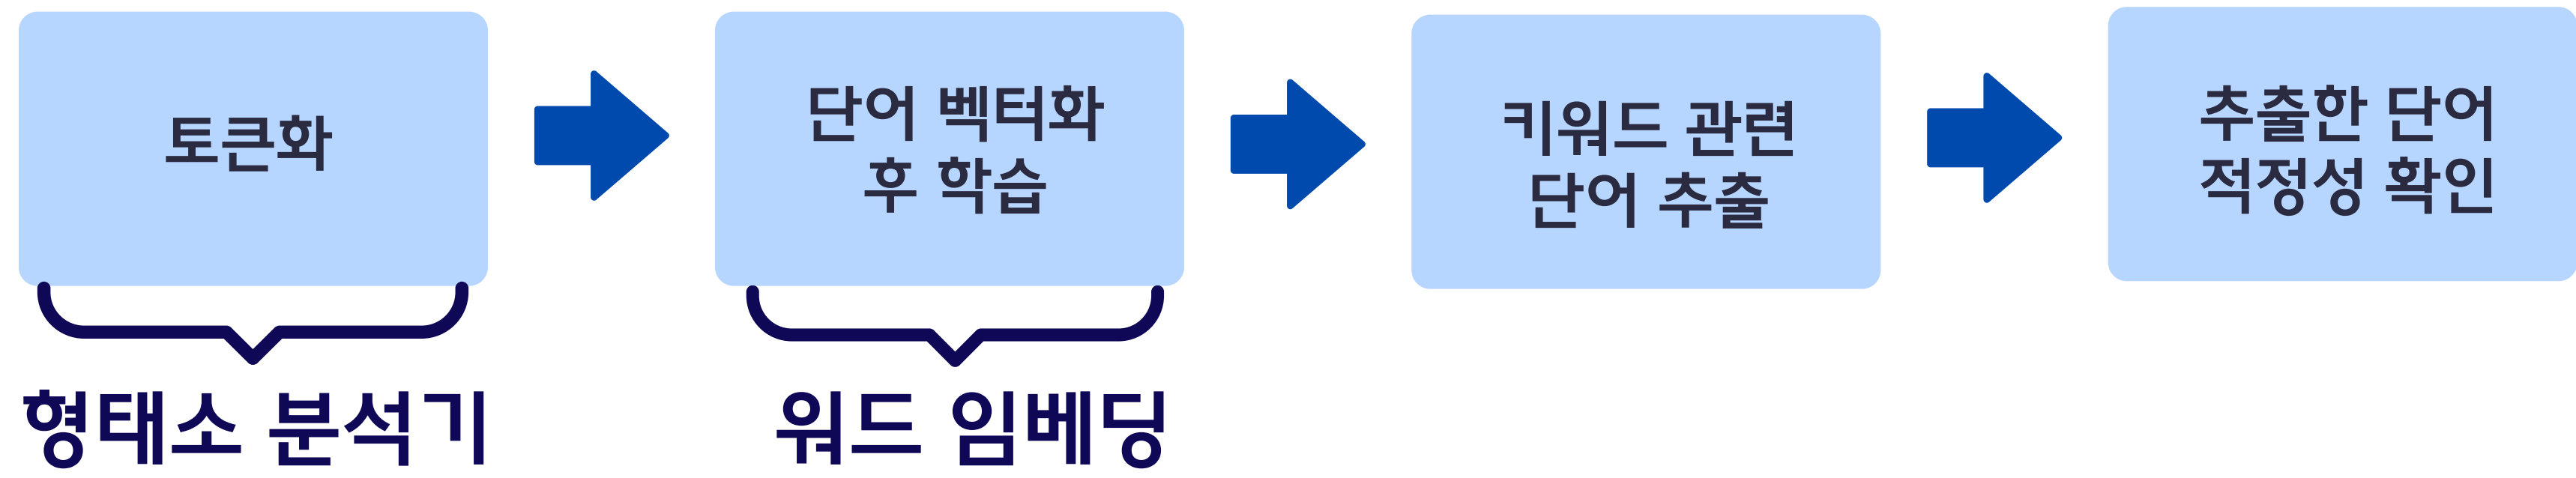 토큰화
단어 벡터화
후 학습
키워드 관련
단어 추출
추출한 단어
적정성 확인
형태소 분석기
워드 임베딩